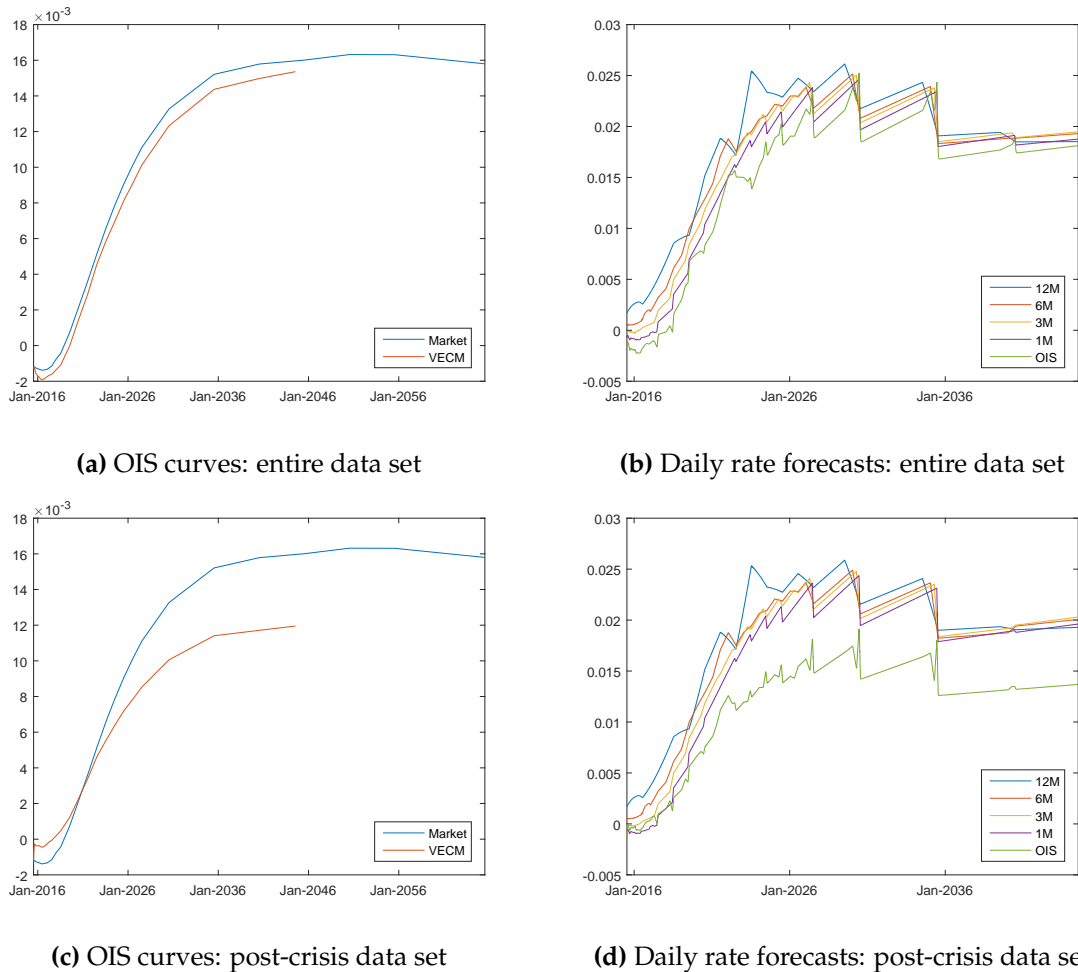 ×10^-3
18
16
14
12
10
8
6
4
2
0
-2
Jan-2016 Jan-2026 Jan-2036 Jan-2046 Jan-2056
Market
VECM
0.03
0.025
0.02
0.015
0.01
0.005
0
-0.005
Jan-2016 Jan-2026 Jan-2036
12M
6M
3M
1M
OIS
(a) OIS curves: entire data set
(b) Daily rate forecasts: entire data set
×10^-3
18
16
14
12
10
8
6
4
2
0
-2
Jan-2016 Jan-2026 Jan-2036 Jan-2046 Jan-2056
Market
VECM
0.03
0.025
0.02
0.015
0.01
0.005
0
-0.005
Jan-2016 Jan-2026 Jan-2036
12M
6M
3M
1M
OIS
(c) OIS curves: post-crisis data set
(d) Daily rate forecasts: post-crisis data se